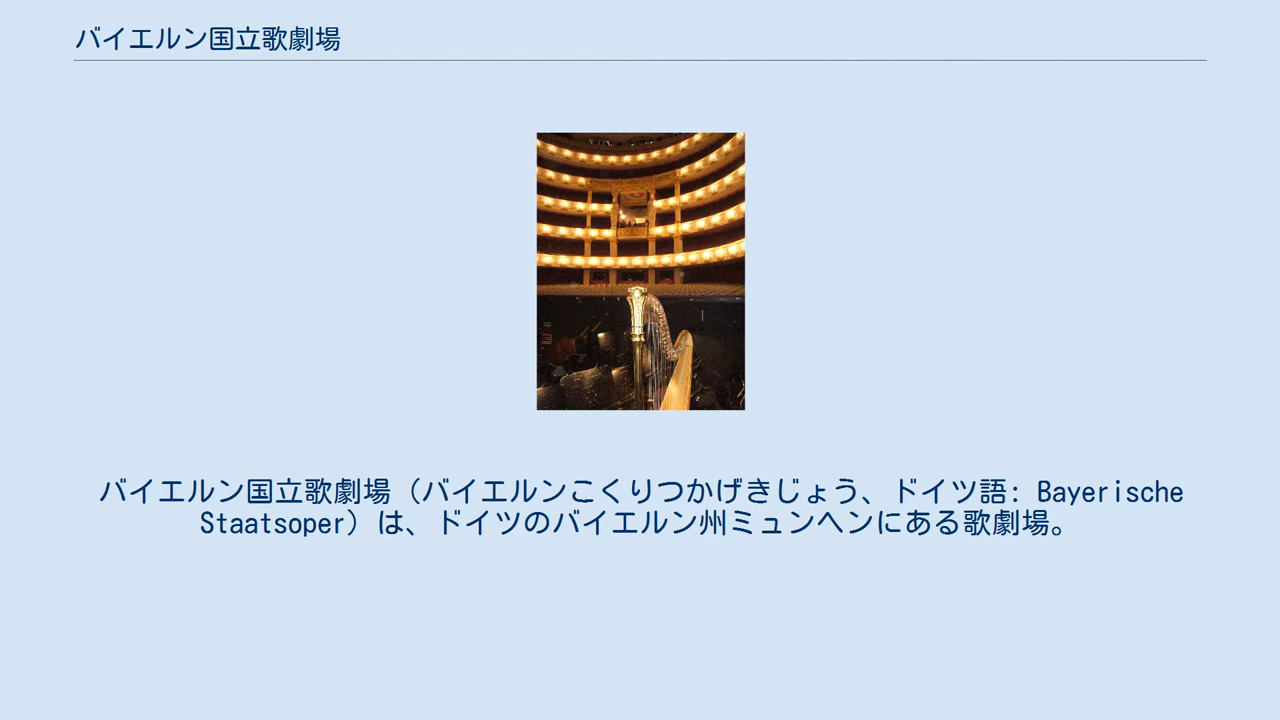 バイエルン国立歌劇場
バイエルン国立歌劇場（バイエルンこくりつかげきじょう、ドイツ語: Bayerische
Staatsoper）は、ドイツのバイエルン州ミュンヘンにある歌劇場。